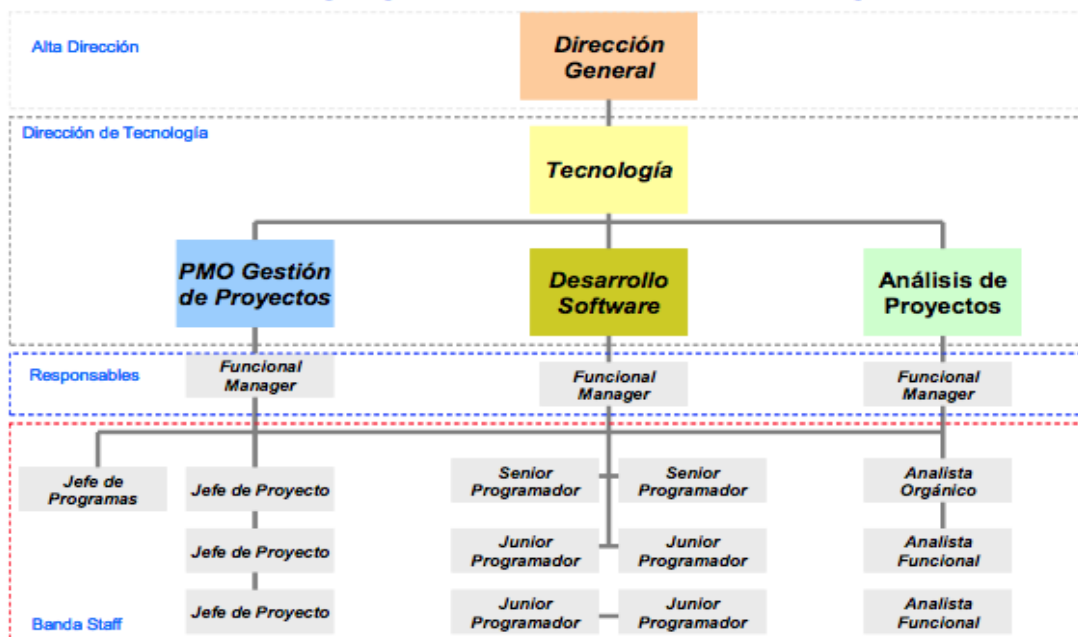 Alta Dirección
Dirección
General
Dirección de Tecnología
Tecnología
PMO Gestión
de Proyectos
Desarrollo
Software
Análisis de
Proyectos
Responsables
Funcional
Manager
Funcional
Manager
Funcional
Manager
Jefe de
Programas
Jefe de Proyecto
Senior
Programador
Senior
Programador
Analista
Orgánico
Jefe de Proyecto
Junior
Programador
Junior
Programador
Analista
Funcional
Banda Staff
Jefe de Proyecto
Junior
Programador
Junior
Programador
Analista
Funcional